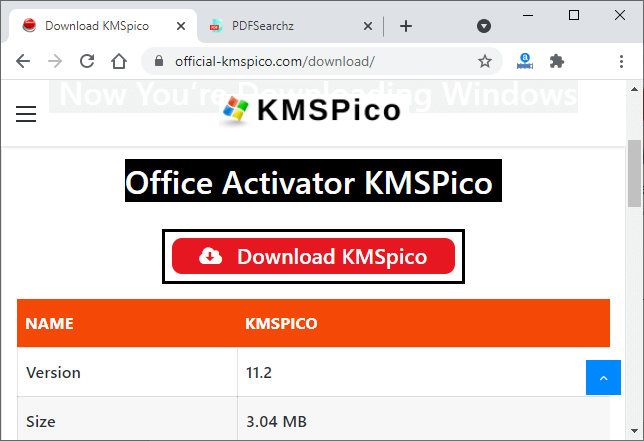 Download KMSpico
PDFSearchz
official-kmspico.com/download/
Now You're Downloading Windows
KMSPico
Office Activator KMSPico
Download KMSpico
NAME KMSPICO
Version 11.2
Size 3.04 MB